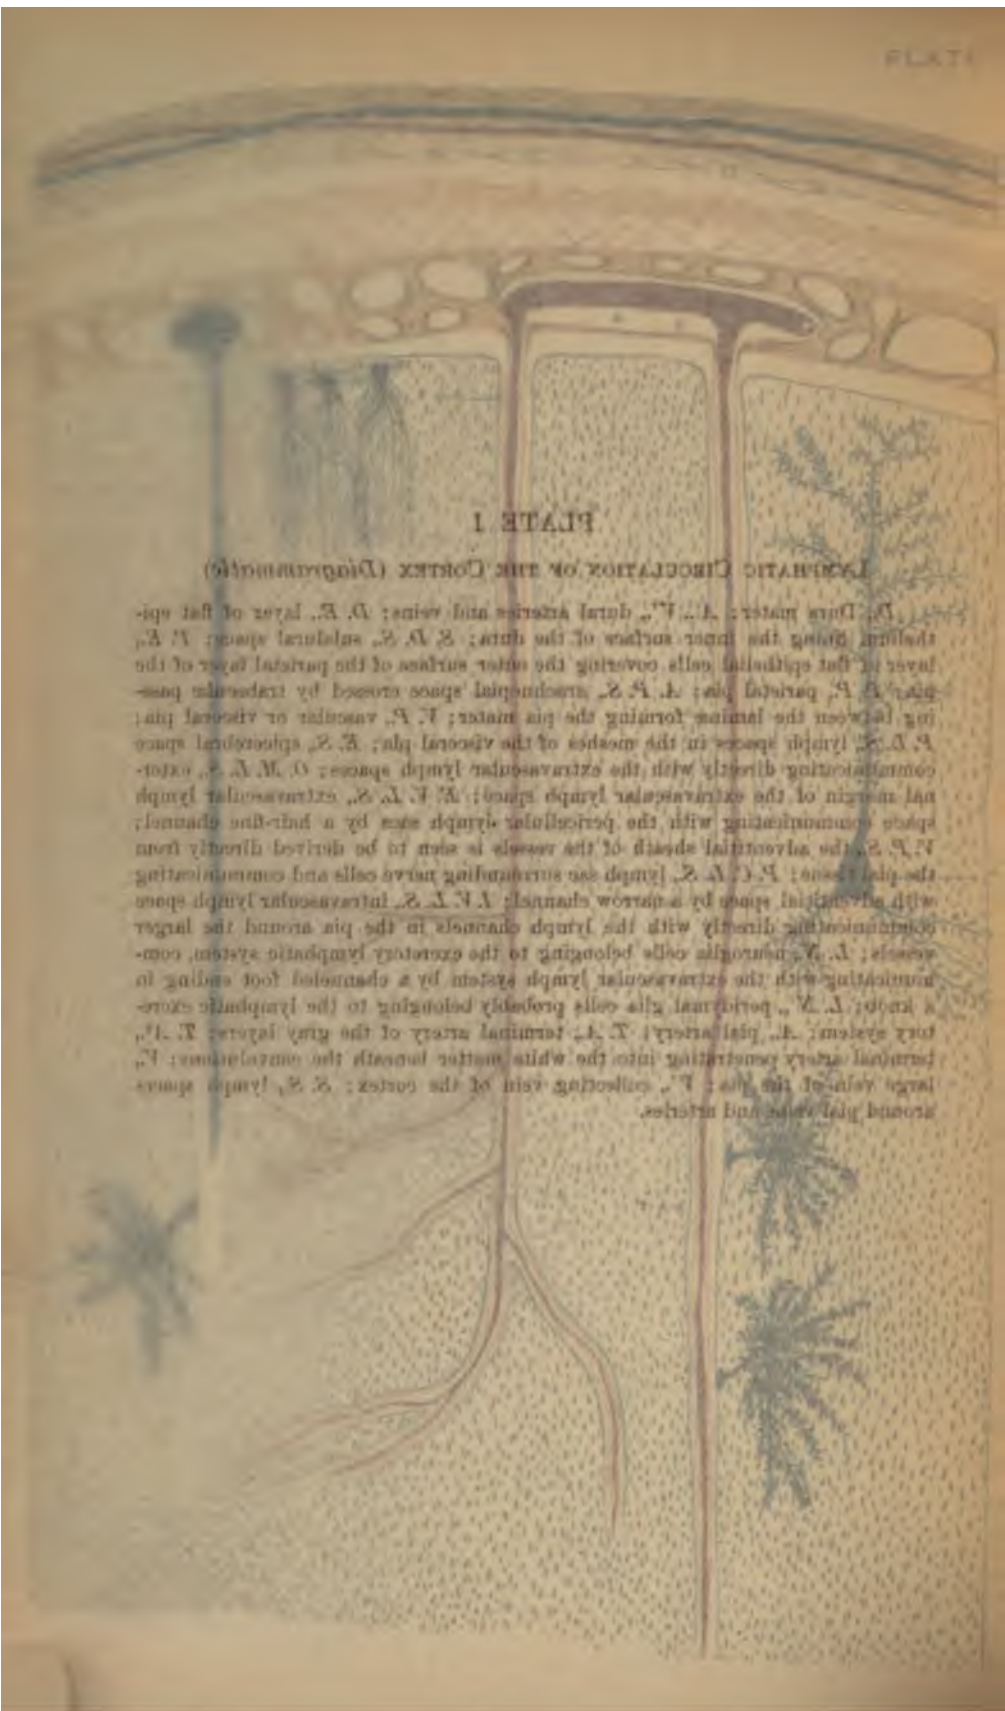 PLATE
PLATE I
LYMPHATIC CIRCULATION OF THE CORTEX (Diagrammatic)
D., Dura mater; A'., V'., dural arteries and veins; D. E., layer of flat epi-
thelium lining the inner surface of the dura; S. D. S., subdural space; P. E.,
layer of flat epithelial cells covering the outer surface of the parietal layer of the
pia; P. P., parietal pia; A. P. S., arachnopial space crossed by trabeculæ pass-
ing between the laminæ forming the pia mater; V. P., vascular or visceral pia;
P. L. S., lymph spaces in the meshes of the visceral pia; E. S., epicerebral space
communicating directly with the extravascular lymph spaces; O. M. L. S., exter-
nal margin of the extravascular lymph space; E. V. L. S., extravascular lymph
space communicating with the pericellular lymph sacs by a hair-fine channel;
V. P. S., the adventitial sheath of the vessels is seen to be derived directly from
the pial tissue; P. C. L. S., lymph sac surrounding nerve cells and communicating
with adventitial space by a narrow channel; I. V. L. S., intravascular lymph space
communicating directly with the lymph channels in the pia around the larger
vessels; L. N., neuroglia cells belonging to the excretory lymphatic system, com-
municating with the extravascular lymph system by a channeled foot ending in
a knob; L. N'., peridymal glia cells probably belonging to the lymphatic excre-
tory system; A., pial artery; T. A., terminal artery of the gray layers; T. A'.,
terminal artery penetrating into the white matter beneath the convolutions; V.,
large vein of the pia; V'., collecting vein of the cortex; S. S., lymph spaces
around pial veins and arteries.